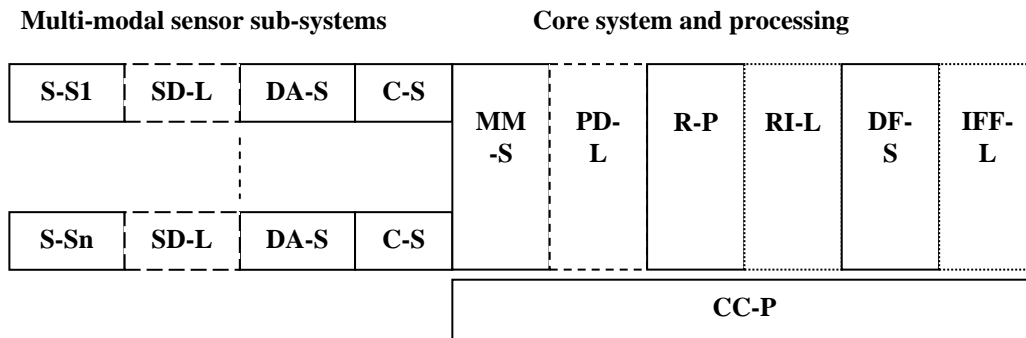 Multi-modal sensor sub-systems Core system and processing
S-S1 SD-L DA-S C-S
MM PD- R-P RI-L DF- IFF-
-S L S L
S-Sn SD-L DA-S C-S
CC-P